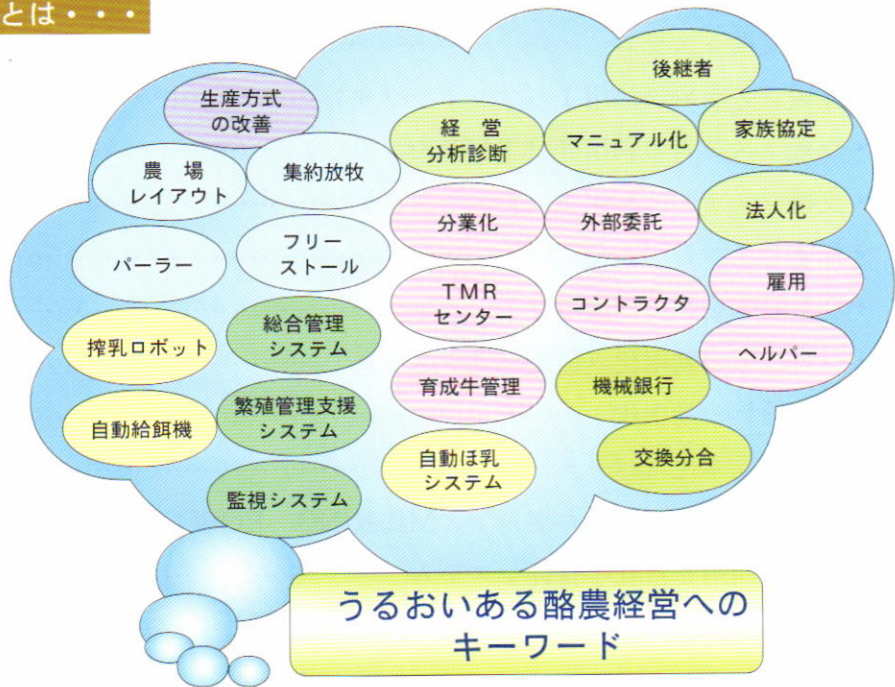 とは・・・
後継者
生産方式
の改善
経 営
分析診断
マニュアル化
家族協定
農 場
レイアウト
集約放牧
分業化
外部委託
法人化
パーラー
フリー
ストール
TMR
センター
コントラクタ
雇用
搾乳ロボット
総合管理
システム
育成牛管理
機械銀行
ヘルパー
自動給餌機
繁殖管理支援
システム
自動ほ乳
システム
交換分合
監視システム
うるおいある酪農経営への
キーワード